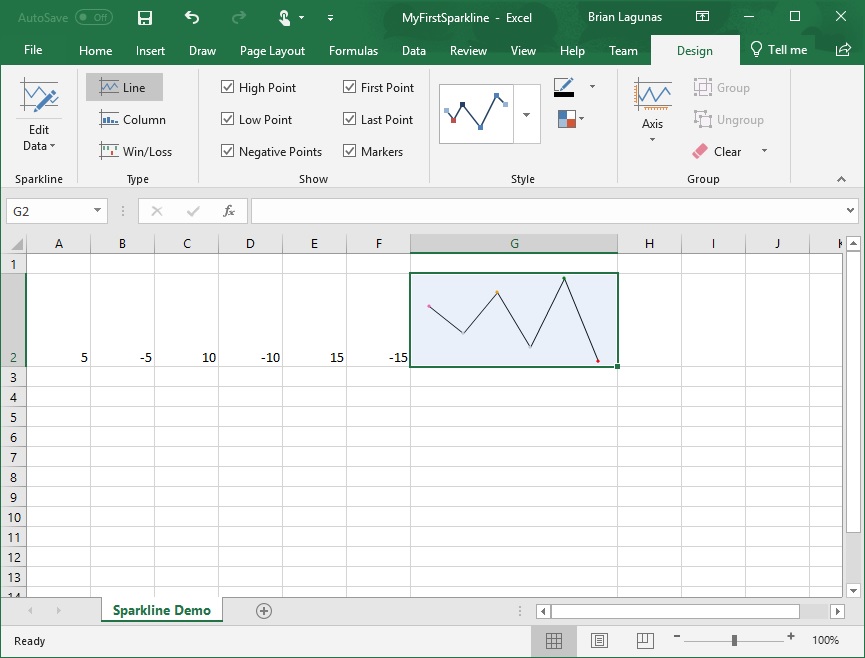 AutoSave Off MyFirstSparkline - Excel Brian Lagunas
File Home Insert Draw Page Layout Formulas Data Review View Help Team Design Tell me
Line High Point First Point Group
Column Low Point Last Point Ungroup
Edit Data Axis
Win/Loss Negative Points Markers Clear
Sparkline Type Show Style Group
G2 fx
A B C D E F G H I J K
1
2 5 -5 10 -10 15 -15
3
4
5
6
7
8
9
10
11
12
13
14
Sparkline Demo
Ready 100%